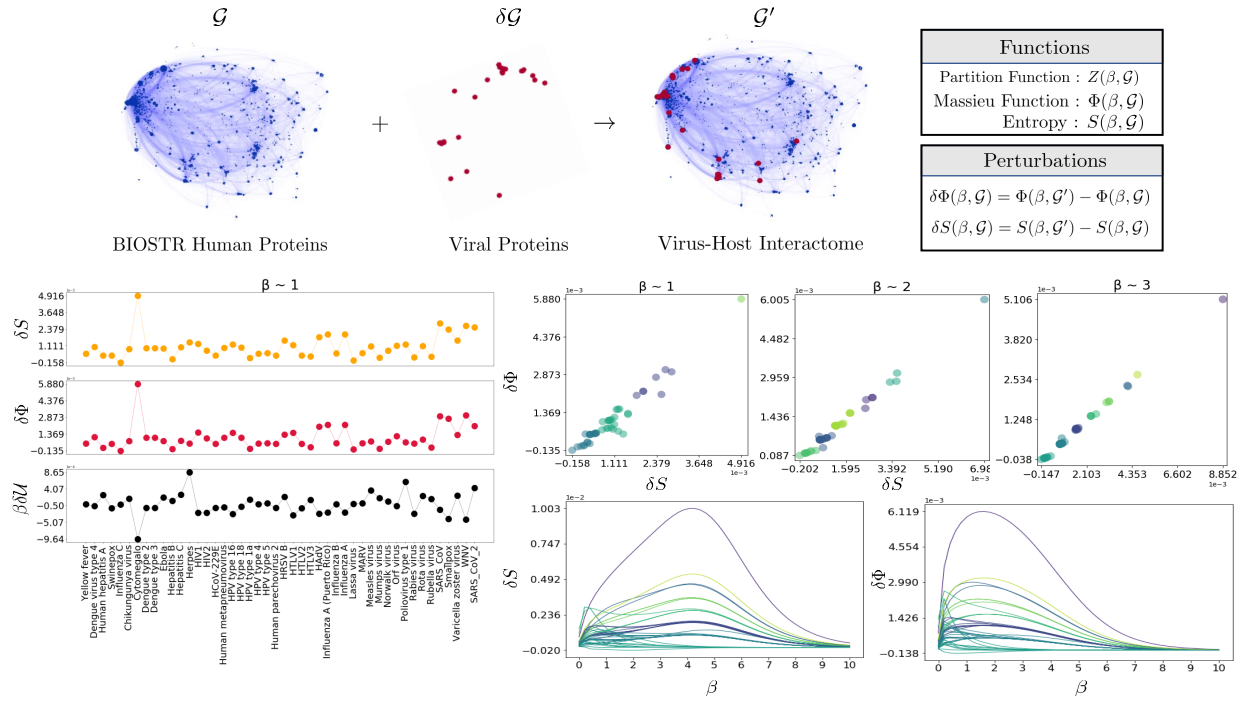 𝒢
δ𝒢
𝒢′
+
→
BIOSTR Human Proteins
Viral Proteins
Virus-Host Interactome
Functions
Partition Function : Z(β, 𝒢)
Massieu Function : Φ(β, 𝒢)
Entropy : S(β, 𝒢)
Perturbations
δΦ(β, 𝒢) = Φ(β, 𝒢′) − Φ(β, 𝒢)
δS(β, 𝒢) = S(β, 𝒢′) − S(β, 𝒢)
β ~ 1
δS
4.916
3.648
2.379
1.111
-0.158
δΦ
5.880
4.376
2.873
1.369
-0.135
βδ𝒰
8.65
4.07
-0.50
-5.07
-9.64
Yellow fever
Dengue virus type 4
Human hepatitis A
Swinepox
Influenza C
Chikungunya virus
Cytomegalo
Dengue type 2
Dengue type 3
Ebola
Hepatitis B
Hepatitis C
Herpes
HIV1
HIV2
HCoV-229E
Human metapneumovirus
HPV type 16
HPV type 18
HPV type 1a
HPV type 4
HPV type 5
Human parechovirus 2
HRSV B
HTLV1
HTLV2
HTLV3
HAdV
Influenza A (Puerto Rico)
Influenza B
Influenza A
Lassa virus
MARV
Measles virus
Mumps virus
Norwalk virus
Orf virus
Poliovirus type 1
Rabies virus
Rota virus
Rubella virus
SARS_CoV
Smallpox
Varicella zoster virus
WNV
SARS_CoV_2
β ~ 1
1e−3
δΦ
5.880
4.376
2.873
1.369
-0.135
-0.158 1.111 2.379 3.648 4.916
1e−3
β ~ 2
1e−3
6.005
4.482
2.959
1.436
0.087
-0.202 1.595 3.392 5.190 6.98
1e−3
δS
β ~ 3
1e−3
5.106
3.820
2.534
1.248
-0.038
-0.147 2.103 4.353 6.602 8.852
1e−3
δS
1e−2
δS
1.003
0.747
0.492
0.236
-0.020
0 1 2 3 4 5 6 7 8 9 10
β
1e−3
δΦ
6.119
4.554
2.990
1.426
-0.138
0 1 2 3 4 5 6 7 8 9 10
β